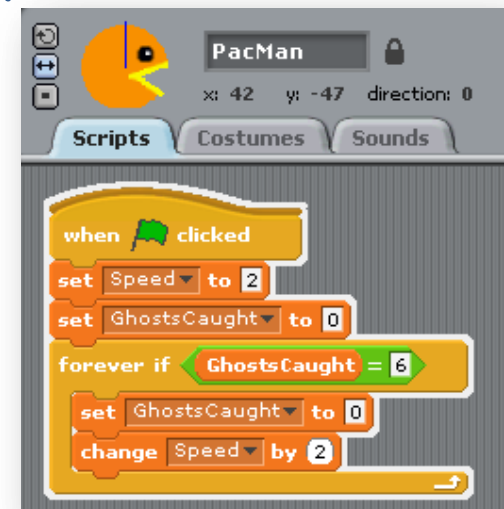 PacMan
x: 42 y: -47 direction: 0
Scripts Costumes Sounds
when clicked
set Speed to 2
set GhostsCaught to 0
forever if GhostsCaught = 6
set GhostsCaught to 0
change Speed by 2